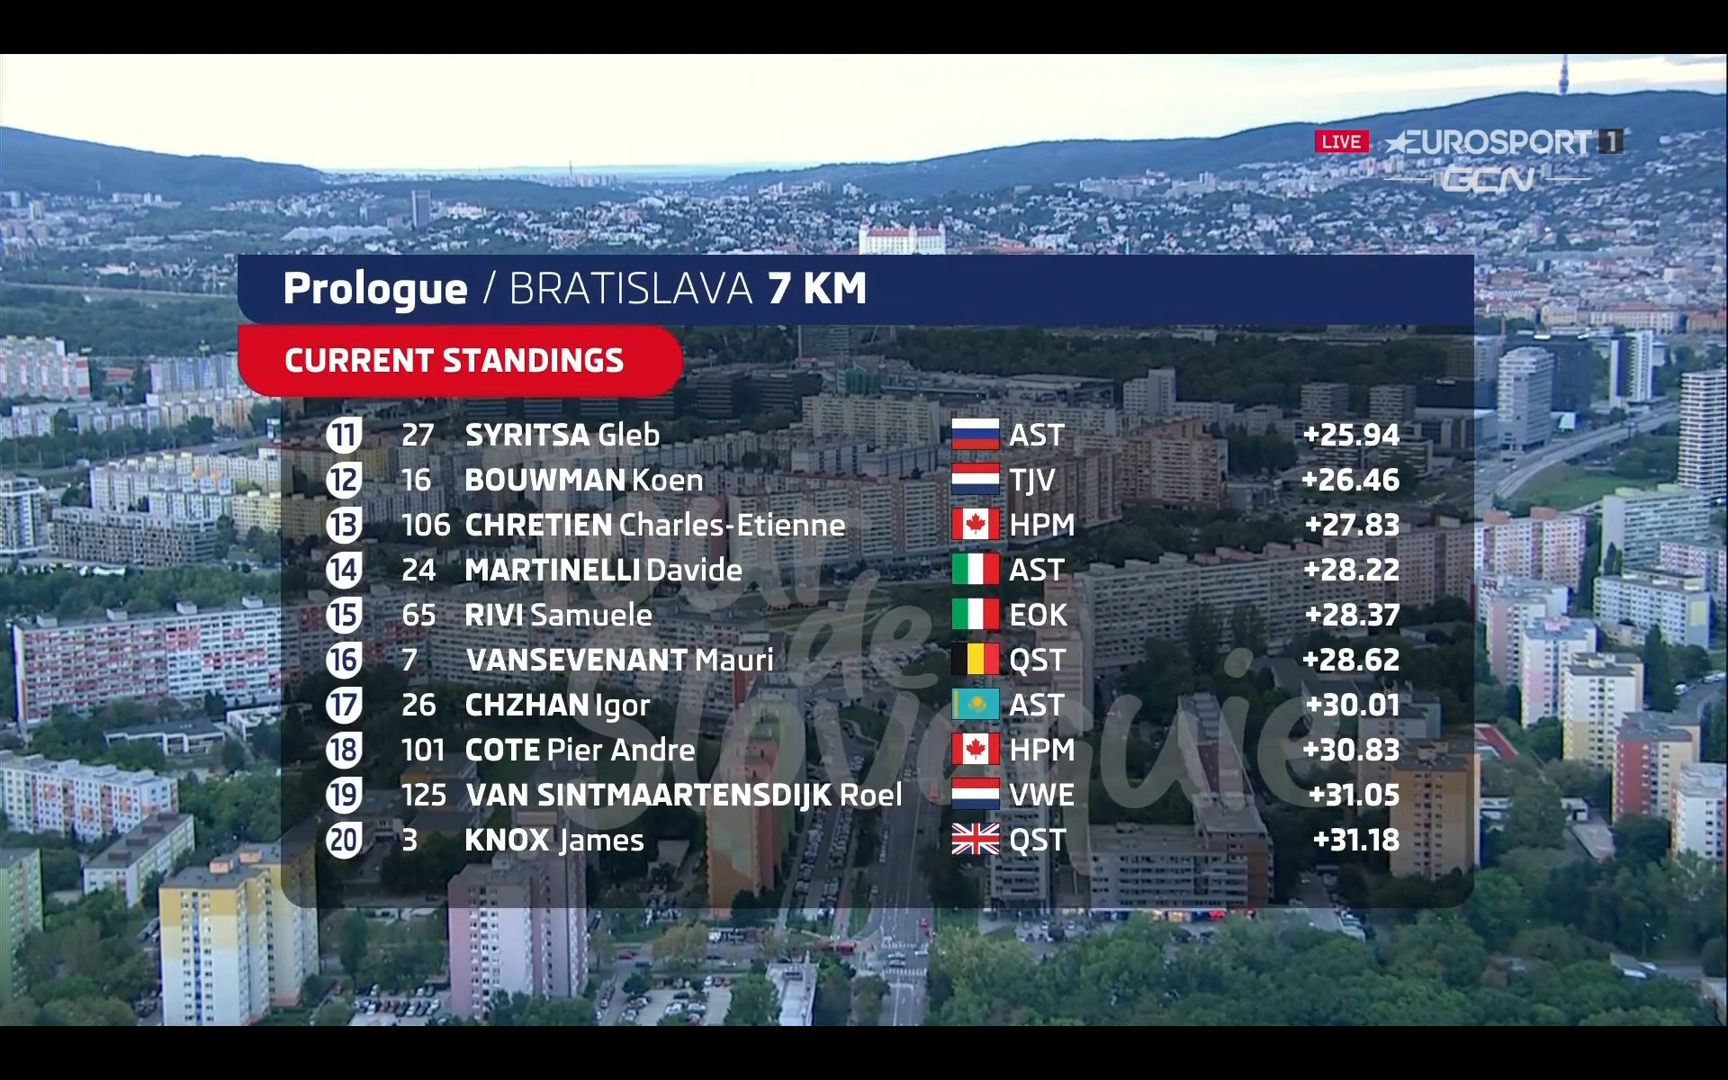 LIVE EUROSPORT 1
GCN
Prologue / BRATISLAVA 7 KM
CURRENT STANDINGS
11 27 SYRITSA Gleb AST +25.94
12 16 BOUWMAN Koen TJV +26.46
13 106 CHRETIEN Charles-Etienne HPM +27.83
14 24 MARTINELLI Davide AST +28.22
15 65 RIVI Samuele EOK +28.37
16 7 VANSEVENANT Mauri QST +28.62
17 26 CHZHAN Igor AST +30.01
18 101 COTE Pier Andre HPM +30.83
19 125 VAN SINTMAARTENSDIJK Roel VWE +31.05
20 3 KNOX James QST +31.18
Tour
de
Slovaquie